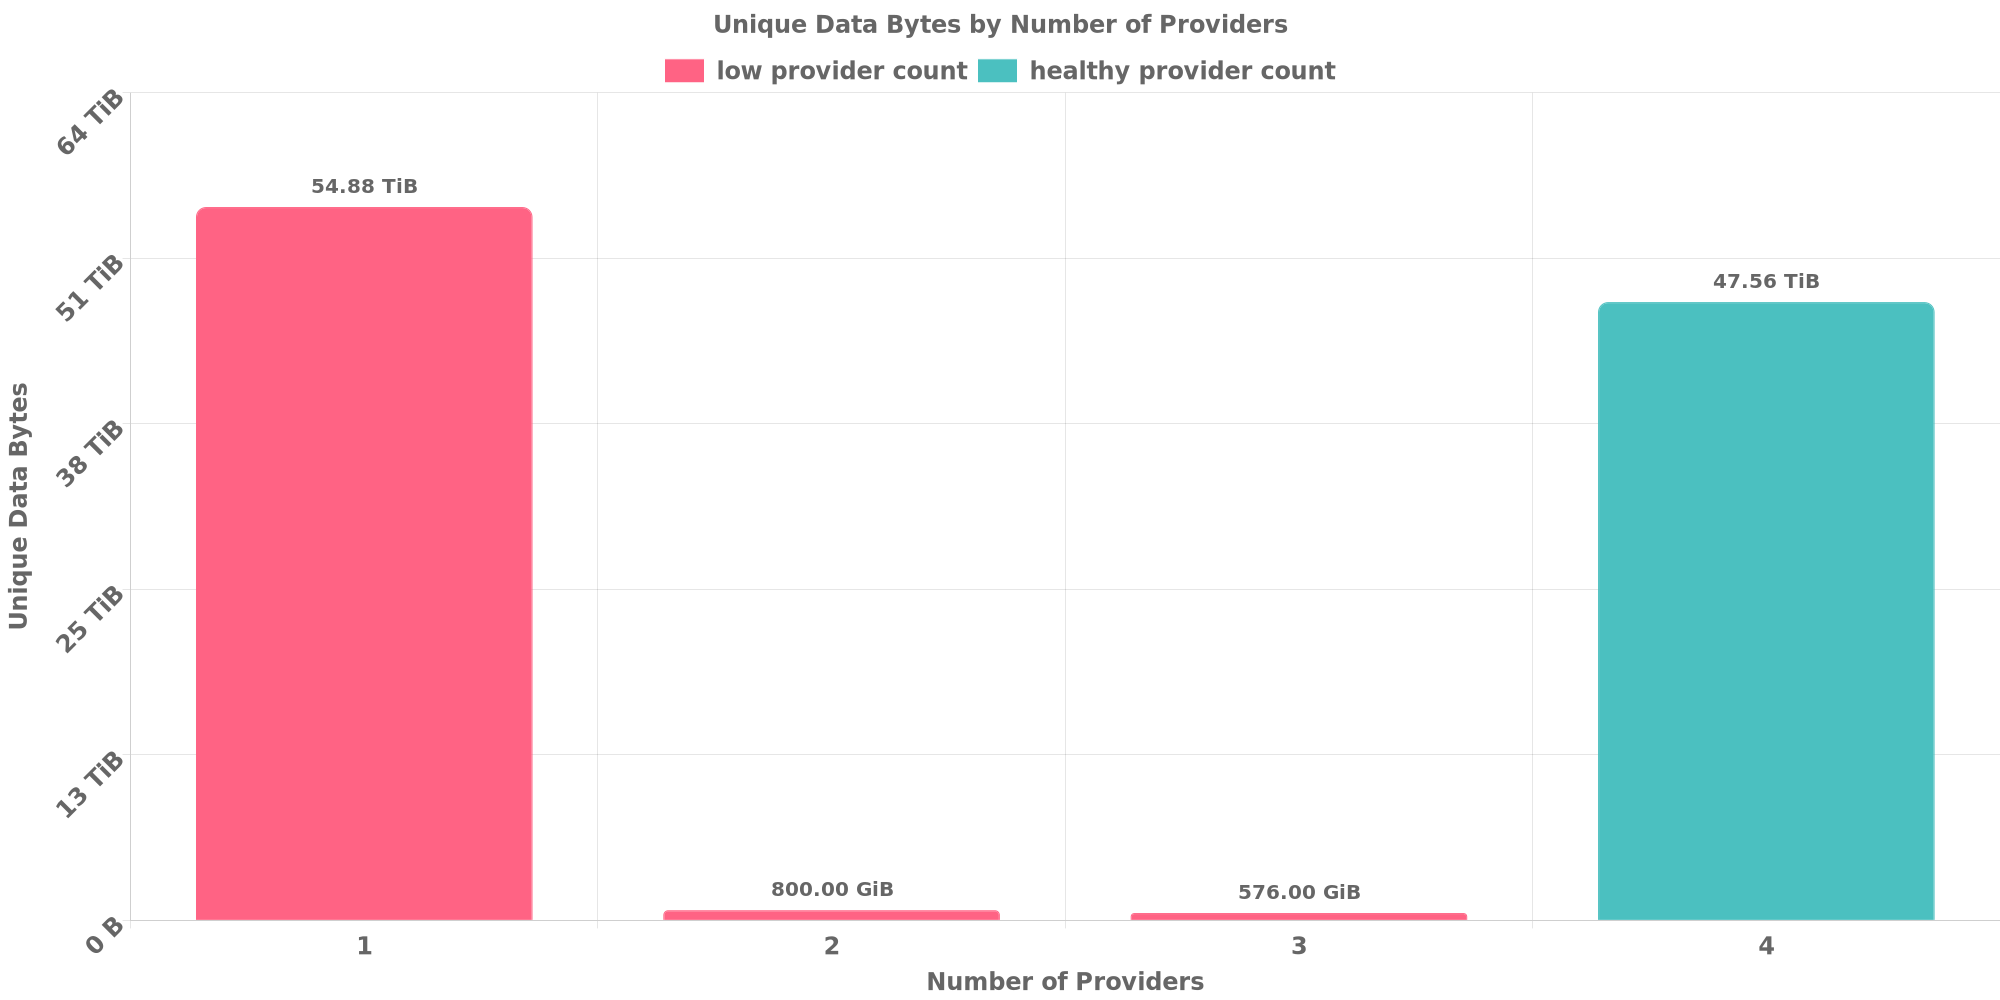 Unique Data Bytes by Number of Providers
low provider count healthy provider count
64 TiB
51 TiB
38 TiB
25 TiB
13 TiB
0 B
Unique Data Bytes
54.88 TiB
800.00 GiB
576.00 GiB
47.56 TiB
1 2 3 4
Number of Providers